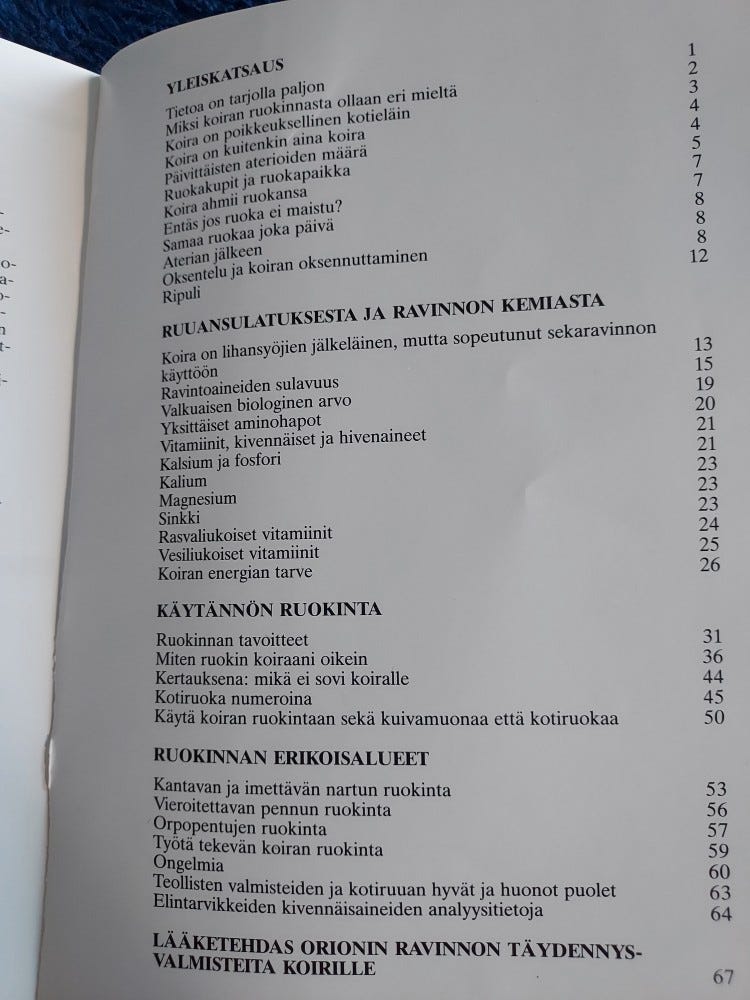 YLEISKATSAUS
Tietoa on tarjolla paljon 1
Miksi koiran ruokinnasta ollaan eri mieltä 2
Koira on poikkeuksellinen kotieläin 3
Koira on kuitenkin aina koira 4
Päivittäisten aterioiden määrä 4
Ruokakupit ja ruokapaikka 5
Koira ahmii ruokansa 7
Entäs jos ruoka ei maistu? 7
Samaa ruokaa joka päivä 8
Aterian jälkeen 8
Oksentelu ja koiran oksennuttaminen 8
Ripuli 12
RUUANSULATUKSESTA JA RAVINNON KEMIASTA
Koira on lihansyöjien jälkeläinen, mutta sopeutunut sekaravinnon
käyttöön 13
Ravintoaineiden sulavuus 15
Valkuaisen biologinen arvo 19
Yksittäiset aminohapot 20
Vitamiinit, kivennäiset ja hivenaineet 21
Kalsium ja fosfori 21
Kalium 23
Magnesium 23
Sinkki 23
Rasvaliukoiset vitamiinit 24
Vesiliukoiset vitamiinit 25
Koiran energian tarve 26
KÄYTÄNNÖN RUOKINTA
Ruokinnan tavoitteet 31
Miten ruokin koiraani oikein 36
Kertauksena: mikä ei sovi koiralle 44
Kotiruoka numeroina 45
Käytä koiran ruokintaan sekä kuivamuonaa että kotiruokaa 50
RUOKINNAN ERIKOISALUEET
Kantavan ja imettävän nartun ruokinta 53
Vieroitettavan pennun ruokinta 56
Orpopentujen ruokinta 57
Työtä tekevän koiran ruokinta 59
Ongelmia 60
Teollisten valmisteiden ja kotiruuan hyvät ja huonot puolet 63
Elintarvikkeiden kivennäisaineiden analyysitietoja 64
LÄÄKETEHDAS ORIONIN RAVINNON TÄYDENNYS-
VALMISTEITA KOIRILLE 67